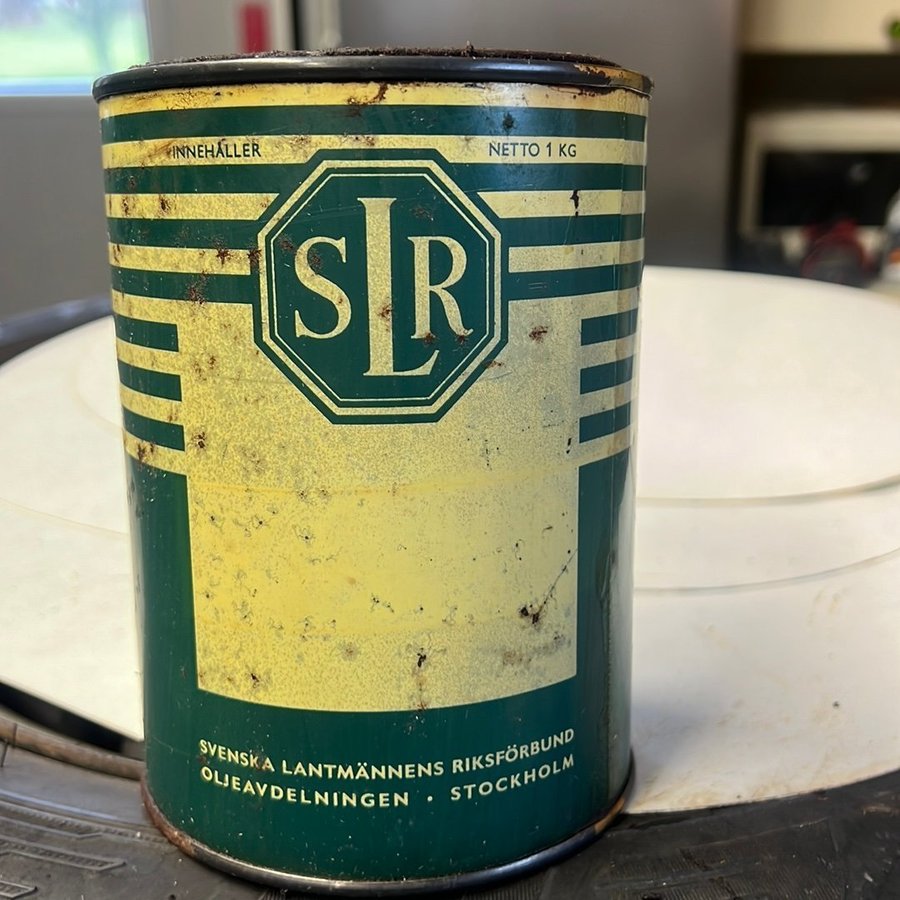 INNEHÅLLER NETTO 1 KG
SLR
SVENSKA LANTMÄNNENS RIKSFÖRBUND
OLJEAVDELNINGEN • STOCKHOLM